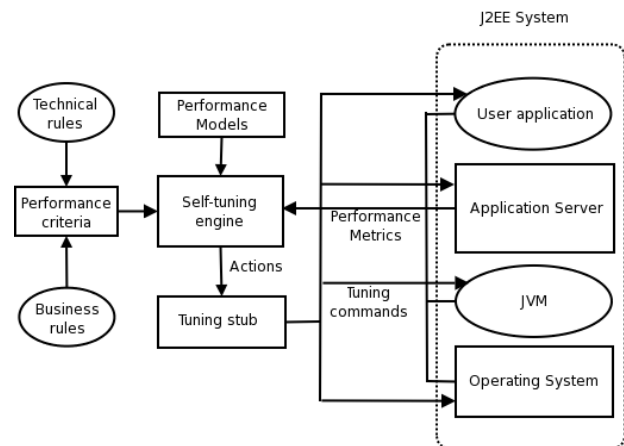 J2EE System
Technical
rules
Performance
Models
User application
Performance
criteria
Self-tuning
engine
Application Server
Performance
Metrics
Actions
Business
rules
Tuning stub
Tuning
commands
JVM
Operating System